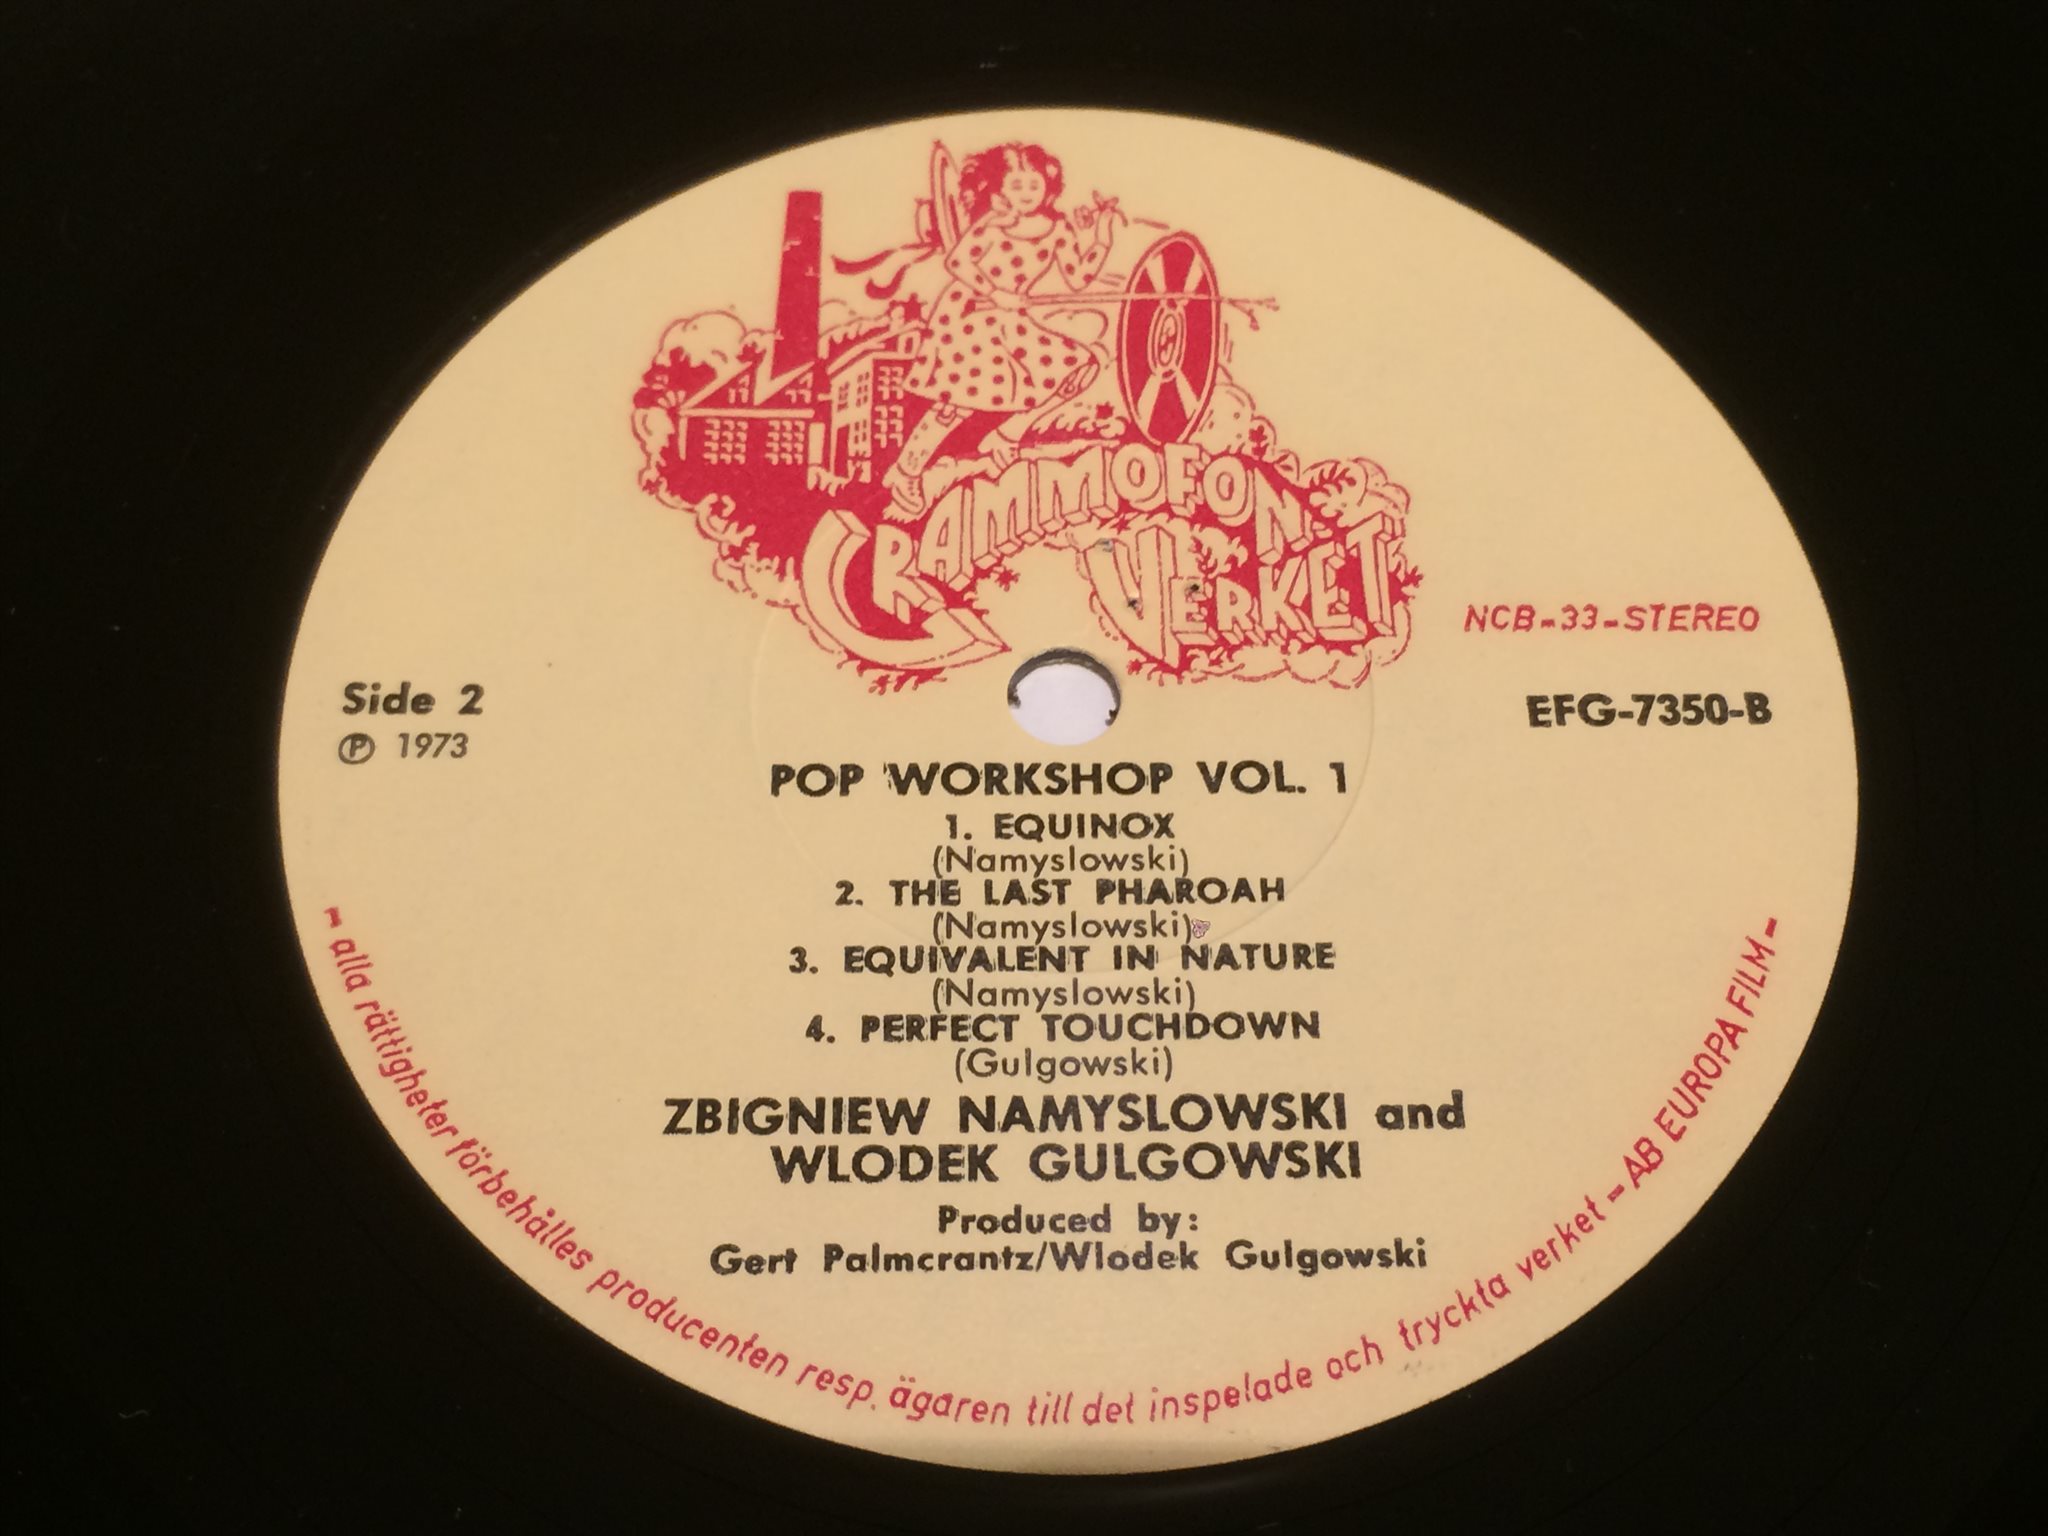 GRAMMOFON
VERKET
NCB-33-STEREO
Side 2
EFG-7350-B
Ⓟ 1973
POP WORKSHOP VOL. 1
1. EQUINOX
(Namyslowski)
2. THE LAST PHAROAH
(Namyslowski)
3. EQUIVALENT IN NATURE
(Namyslowski)
4. PERFECT TOUCHDOWN
(Gulgowski)
ZBIGNIEW NAMYSLOWSKI and
WLODEK GULGOWSKI
Produced by:
Gert Palmcrantz/Wlodek Gulgowski
- alla rättigheter förbehålles producenten resp. ägaren till det inspelade och tryckta verket - AB EUROPA FILM -